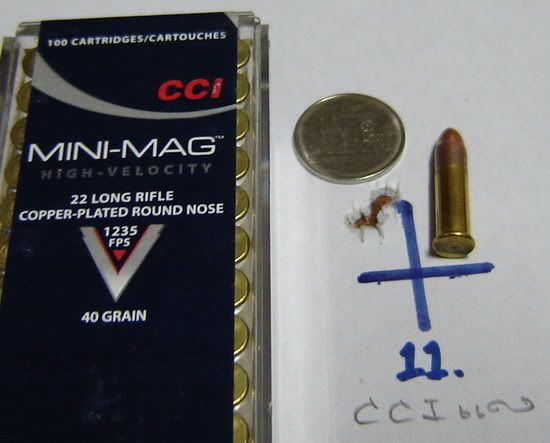 100 CARTRIDGES/CARTOUCHES
CCI
MINI-MAG™
HIGH-VELOCITY
22 LONG RIFLE
COPPER-PLATED ROUND NOSE
1235
FPS
40 GRAIN
11.
CCI